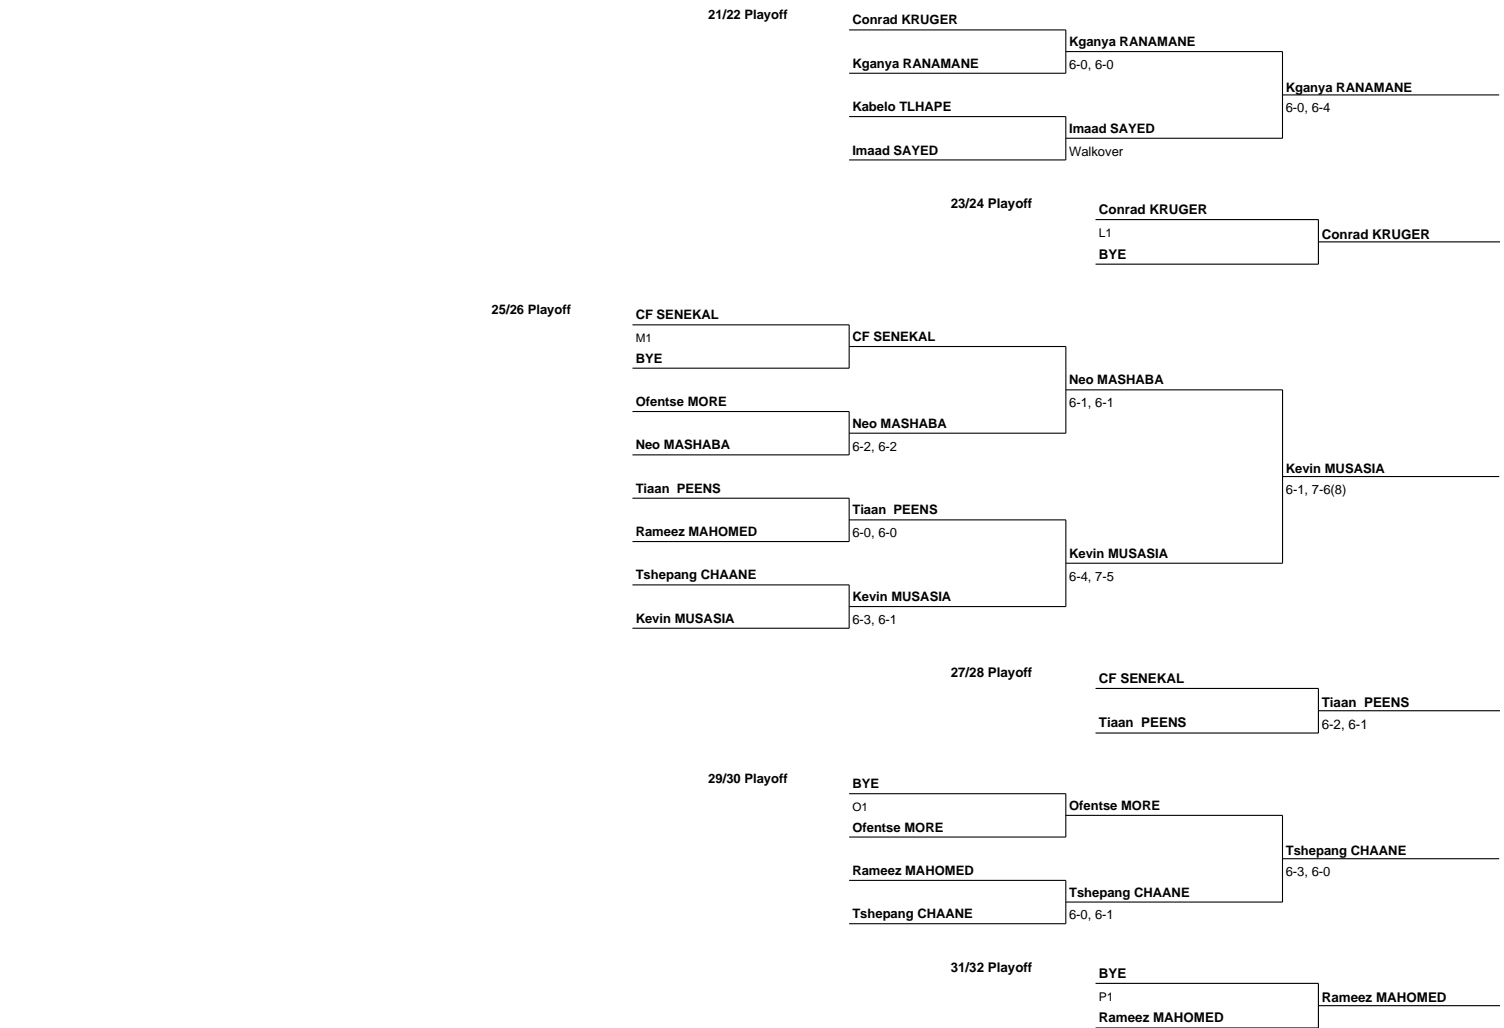 21/22 Playoff
Conrad KRUGER
Kganya RANAMANE
Kganya RANAMANE
6-0, 6-0
Kganya RANAMANE
6-0, 6-4
Kabelo TLHAPE
Imaad SAYED
Imaad SAYED
Walkover
23/24 Playoff
Conrad KRUGER
L1
Conrad KRUGER
BYE
25/26 Playoff
CF SENEKAL
M1
CF SENEKAL
BYE
Neo MASHABA
6-1, 6-1
Ofentse MORE
Neo MASHABA
Neo MASHABA
6-2, 6-2
Kevin MUSASIA
6-1, 7-6(8)
Tiaan  PEENS
Tiaan  PEENS
Rameez MAHOMED
6-0, 6-0
Kevin MUSASIA
6-4, 7-5
Tshepang CHAANE
Kevin MUSASIA
Kevin MUSASIA
6-3, 6-1
27/28 Playoff
CF SENEKAL
Tiaan  PEENS
Tiaan  PEENS
6-2, 6-1
29/30 Playoff
BYE
O1
Ofentse MORE
Ofentse MORE
Tshepang CHAANE
6-3, 6-0
Rameez MAHOMED
Tshepang CHAANE
Tshepang CHAANE
6-0, 6-1
31/32 Playoff
BYE
P1
Rameez MAHOMED
Rameez MAHOMED